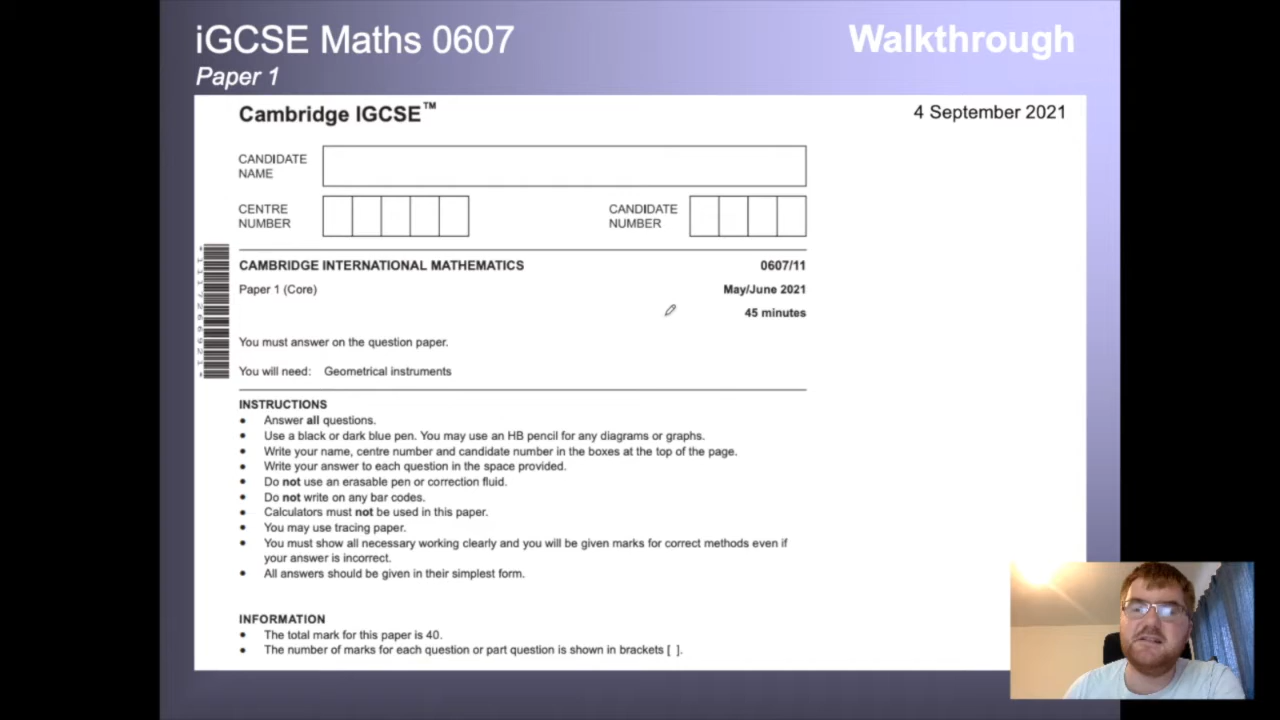 iGCSE Maths 0607
Walkthrough
Paper 1
Cambridge IGCSE™
4 September 2021
CANDIDATE
NAME
CENTRE
NUMBER
CANDIDATE
NUMBER
CAMBRIDGE INTERNATIONAL MATHEMATICS
0607/11
Paper 1 (Core)
May/June 2021
45 minutes
You must answer on the question paper.
You will need: Geometrical instruments
INSTRUCTIONS
● Answer all questions.
● Use a black or dark blue pen. You may use an HB pencil for any diagrams or graphs.
● Write your name, centre number and candidate number in the boxes at the top of the page.
● Write your answer to each question in the space provided.
● Do not use an erasable pen or correction fluid.
● Do not write on any bar codes.
● Calculators must not be used in this paper.
● You may use tracing paper.
● You must show all necessary working clearly and you will be given marks for correct methods even if
your answer is incorrect.
● All answers should be given in their simplest form.
INFORMATION
● The total mark for this paper is 40.
● The number of marks for each question or part question is shown in brackets [ ].